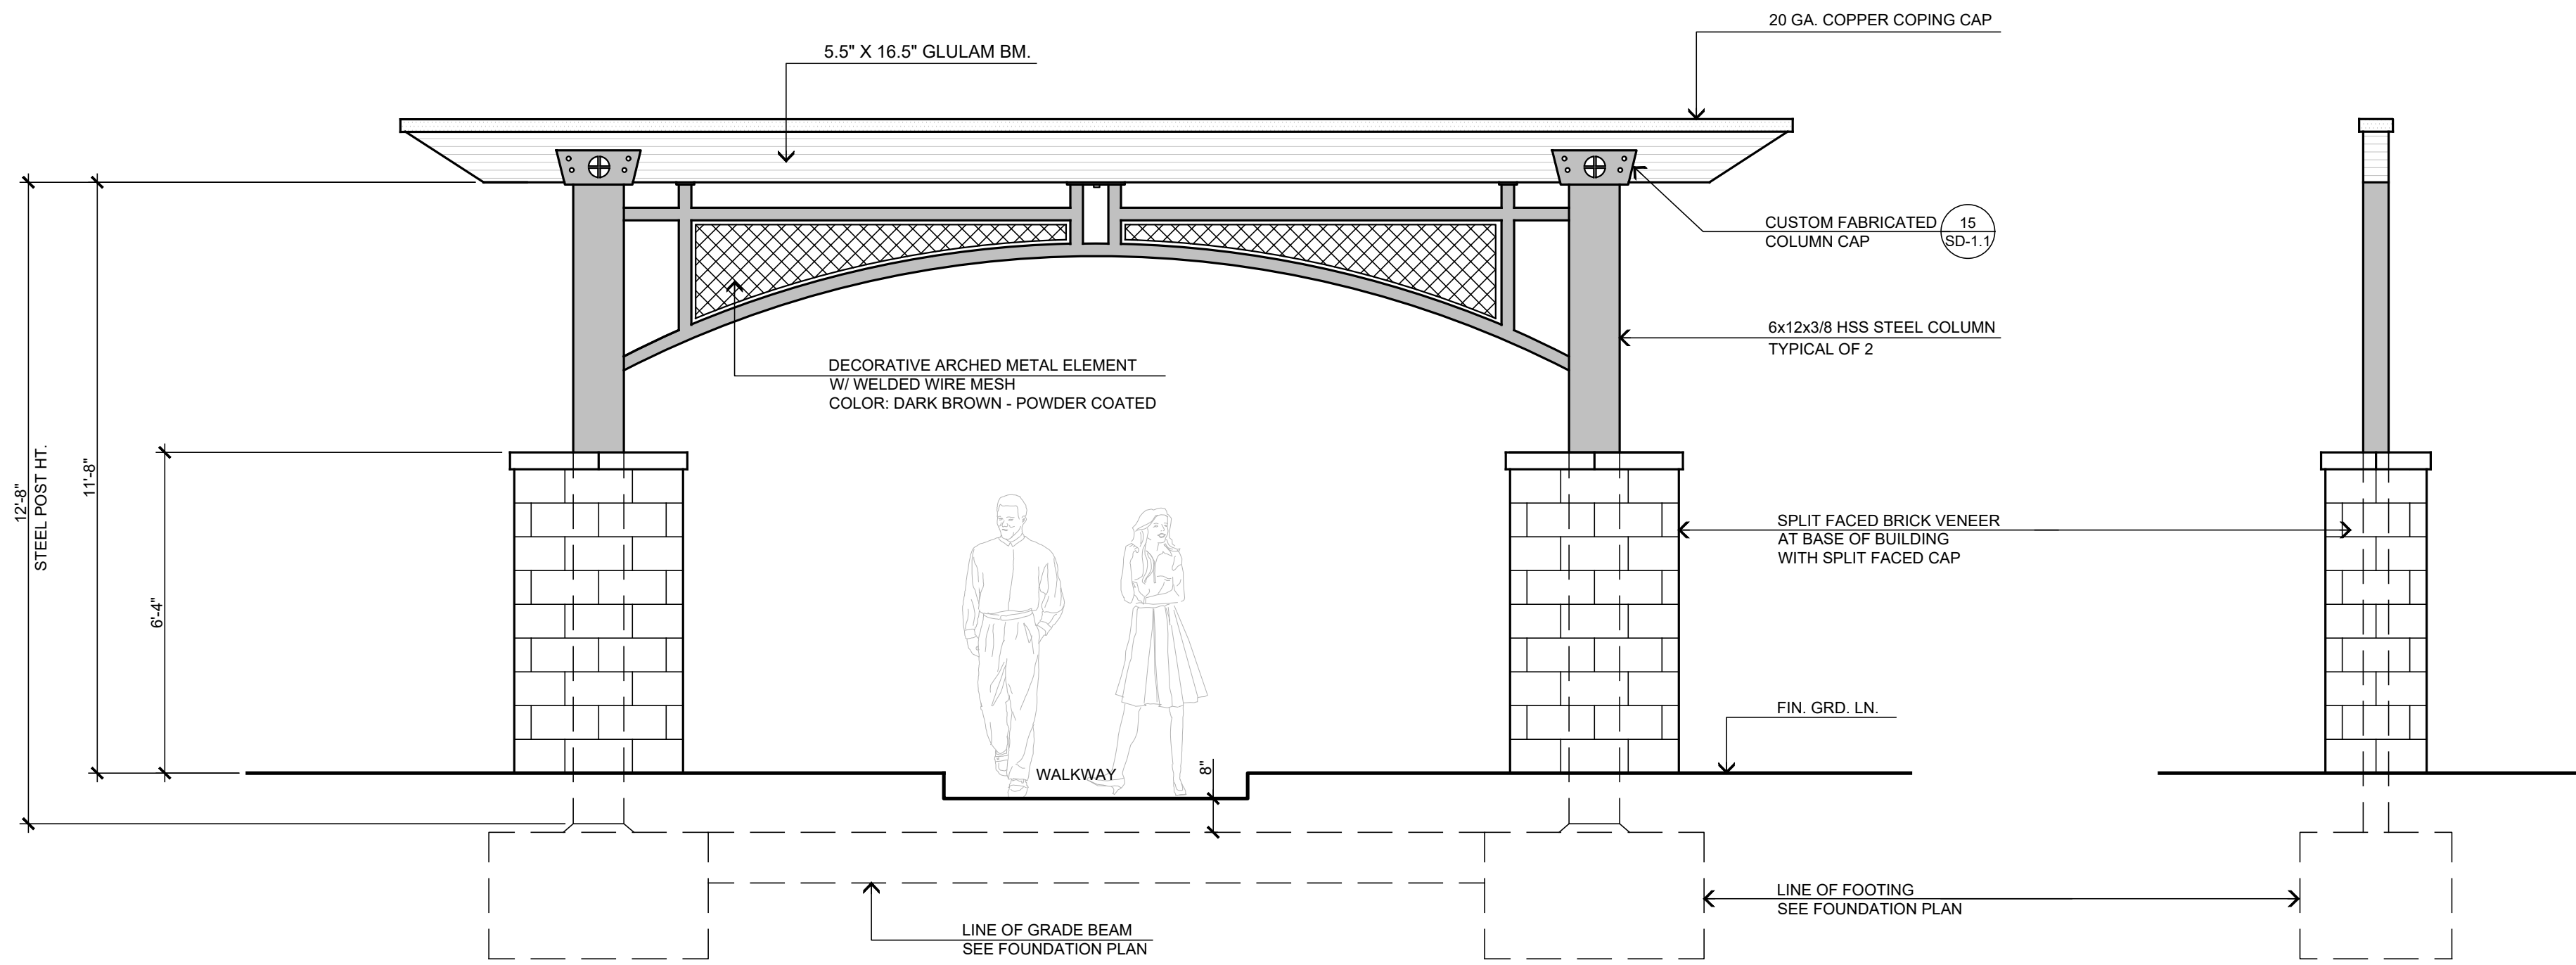 20 GA. COPPER COPING CAP
5.5" X 16.5" GLULAM BM.
CUSTOM FABRICATED
COLUMN CAP
15
SD-1.1
6x12x3/8 HSS STEEL COLUMN
TYPICAL OF 2
DECORATIVE ARCHED METAL ELEMENT
W/ WELDED WIRE MESH
COLOR: DARK BROWN - POWDER COATED
12'-8"
STEEL POST HT.
11'-8"
6'-4"
SPLIT FACED BRICK VENEER
AT BASE OF BUILDING
WITH SPLIT FACED CAP
FIN. GRD. LN.
WALKWAY
8"
LINE OF FOOTING
SEE FOUNDATION PLAN
LINE OF GRADE BEAM
SEE FOUNDATION PLAN